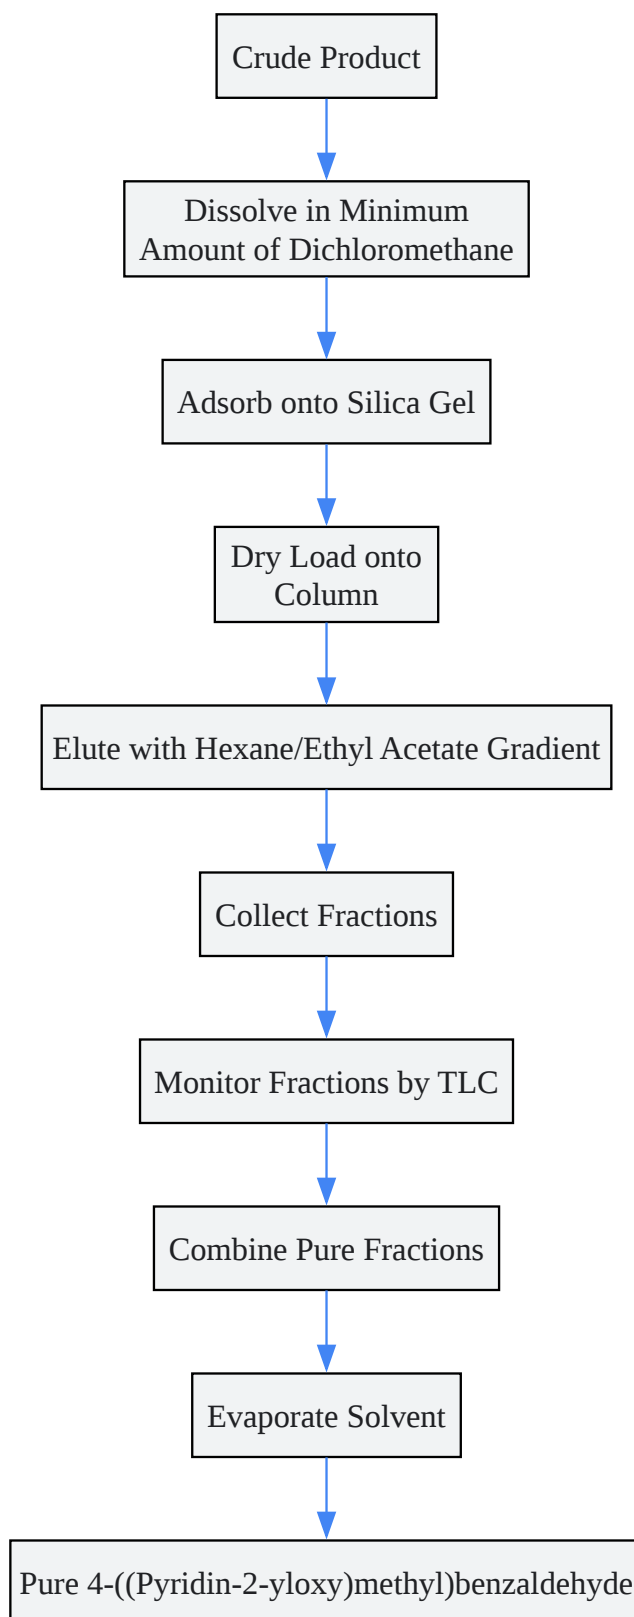 Crude Product
Dissolve in Minimum
Amount of Dichloromethane
Adsorb onto Silica Gel
Dry Load onto
Column
Elute with Hexane/Ethyl Acetate Gradient
Collect Fractions
Monitor Fractions by TLC
Combine Pure Fractions
Evaporate Solvent
Pure 4-((Pyridin-2-yloxy)methyl)benzaldehyde